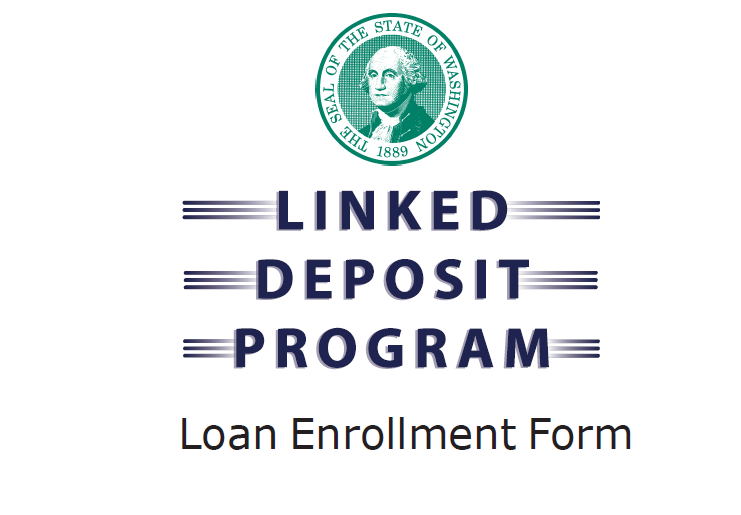 THE SEAL OF THE STATE OF WASHINGTON
1889
LINKED
DEPOSIT
PROGRAM
Loan Enrollment Form